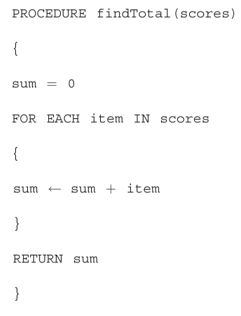 PROCEDURE findTotal(scores)
{
sum = 0
FOR EACH item IN scores
{
sum ← sum + item
}
RETURN sum
}